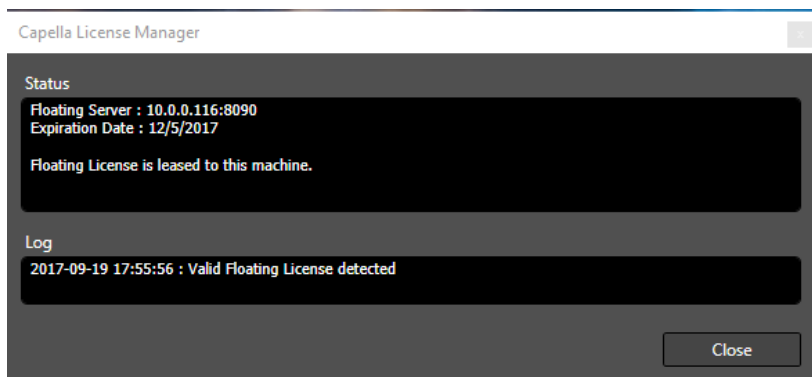 Capella License Manager
x
Status
Floating Server : 10.0.0.116:8090
Expiration Date : 12/5/2017
Floating License is leased to this machine.
Log
2017-09-19 17:55:56 : Valid Floating License detected
Close